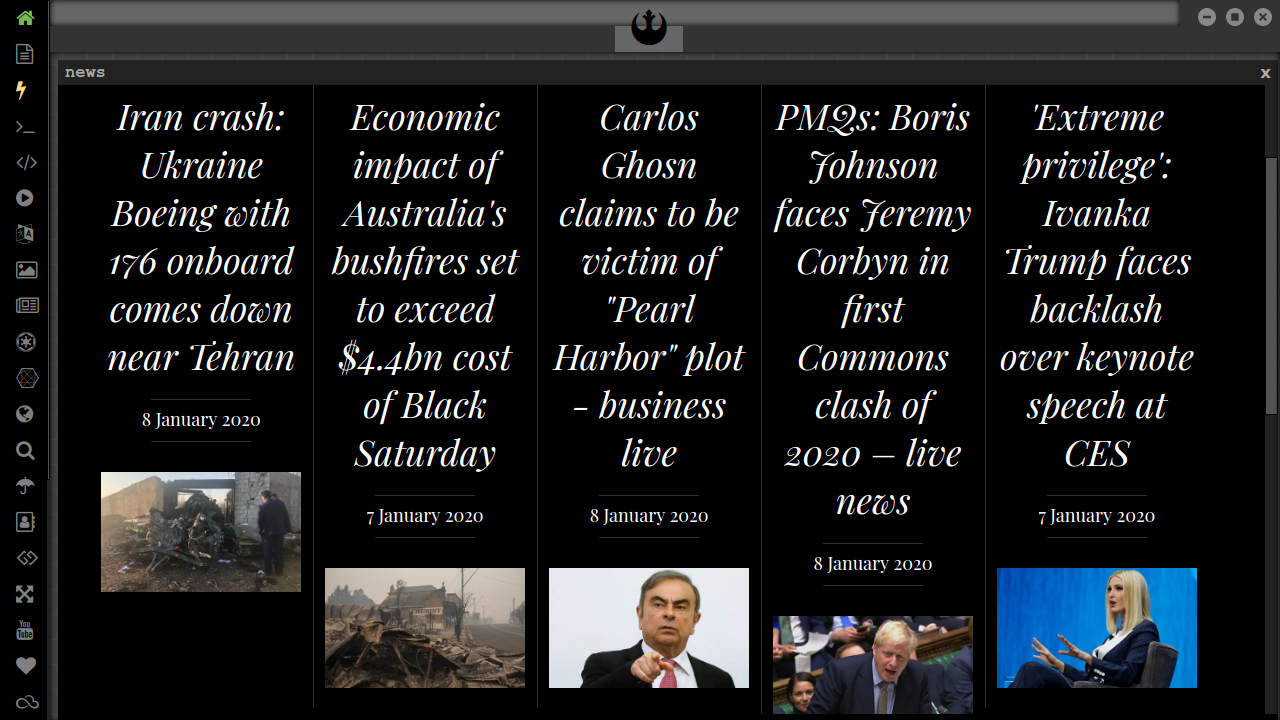 news
x
Iran crash:
Ukraine
Boeing with
176 onboard
comes down
near Tehran
8 January 2020
Economic
impact of
Australia's
bushfires set
to exceed
$4.4bn cost
of Black
Saturday
7 January 2020
Carlos
Ghosn
claims to be
victim of
"Pearl
Harbor" plot
- business
live
8 January 2020
PMQs: Boris
Johnson
faces Jeremy
Corbyn in
first
Commons
clash of
2020 – live
news
8 January 2020
'Extreme
privilege':
Ivanka
Trump faces
backlash
over keynote
speech at
CES
7 January 2020
You
Tube